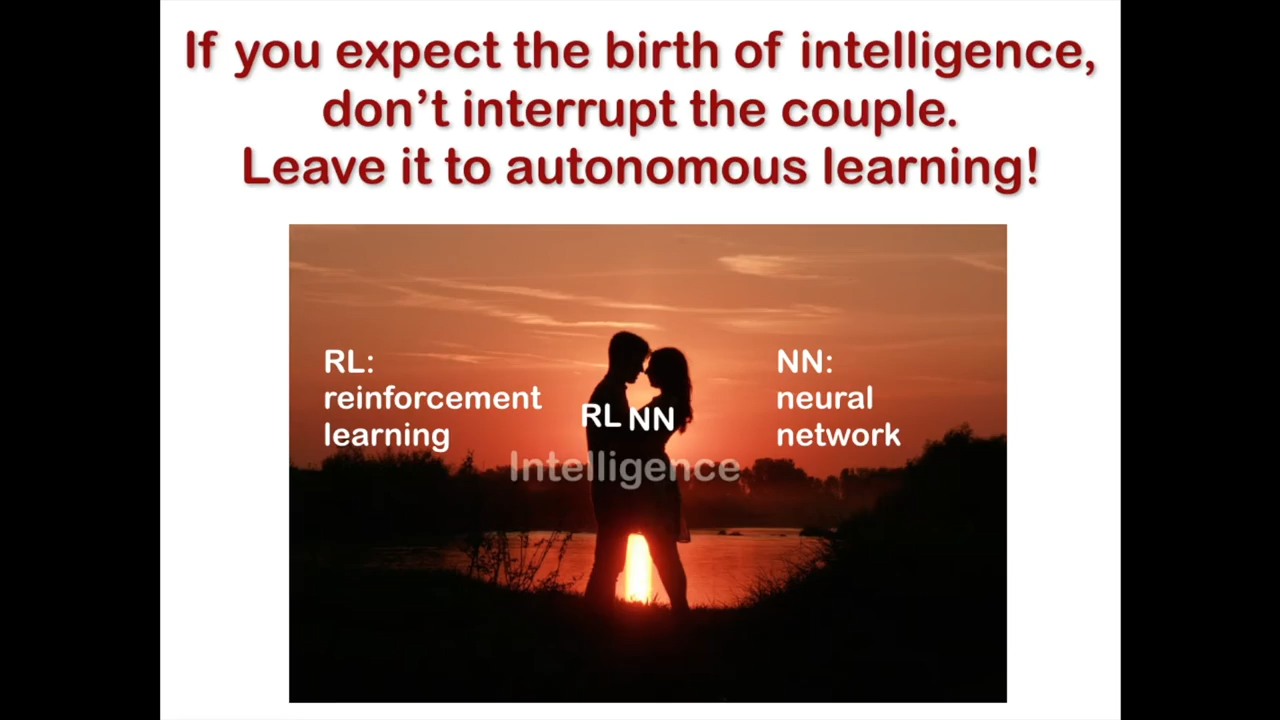 If you expect the birth of intelligence,
don’t interrupt the couple.
Leave it to autonomous learning!
RL:
reinforcement
learning
NN:
neural
network
RL NN
Intelligence